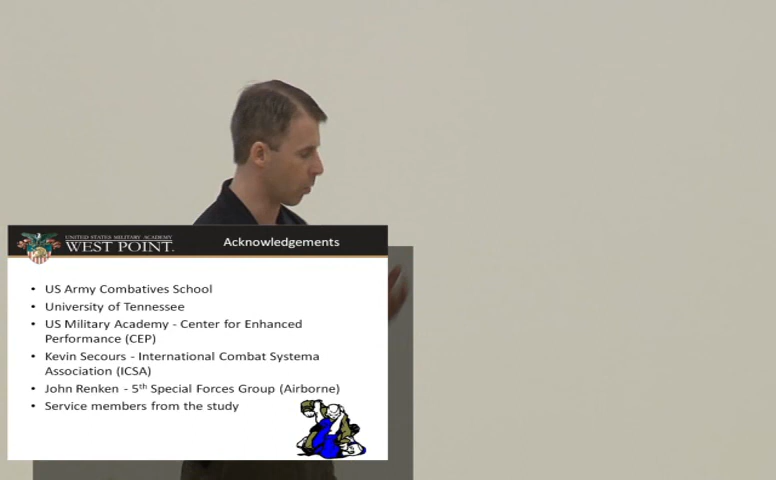 UNITED STATES MILITARY ACADEMY
WEST POINT.
Acknowledgements
• US Army Combatives School
• University of Tennessee
• US Military Academy - Center for Enhanced
Performance (CEP)
• Kevin Secours - International Combat Systema
Association (ICSA)
• John Renken - 5th Special Forces Group (Airborne)
• Service members from the study